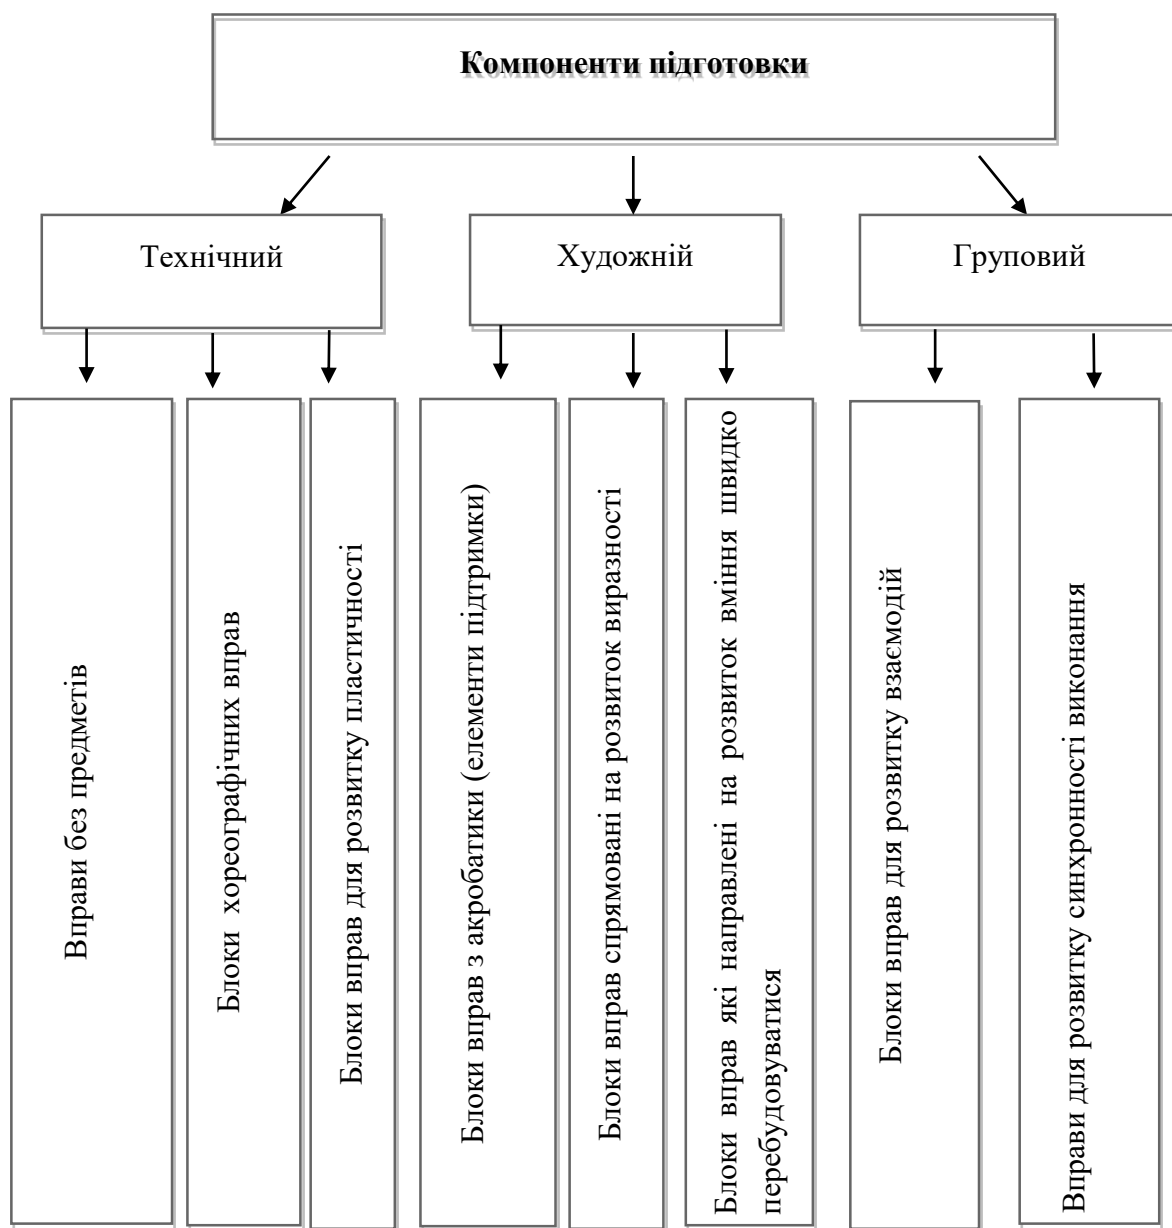 Компоненти підготовки
Технічний
Художній
Груповий
Вправи без предметів
Блоки хореографічних вправ
Блоки вправ для розвитку пластичності
Блоки вправ з акробатики (елементи підтримки)
Блоки вправ спрямовані на розвиток виразності
Блоки вправ які направлені на розвиток вміння швидко
перебудовуватися
Блоки вправ для розвитку взаємодій
Вправи для розвитку синхронності виконання